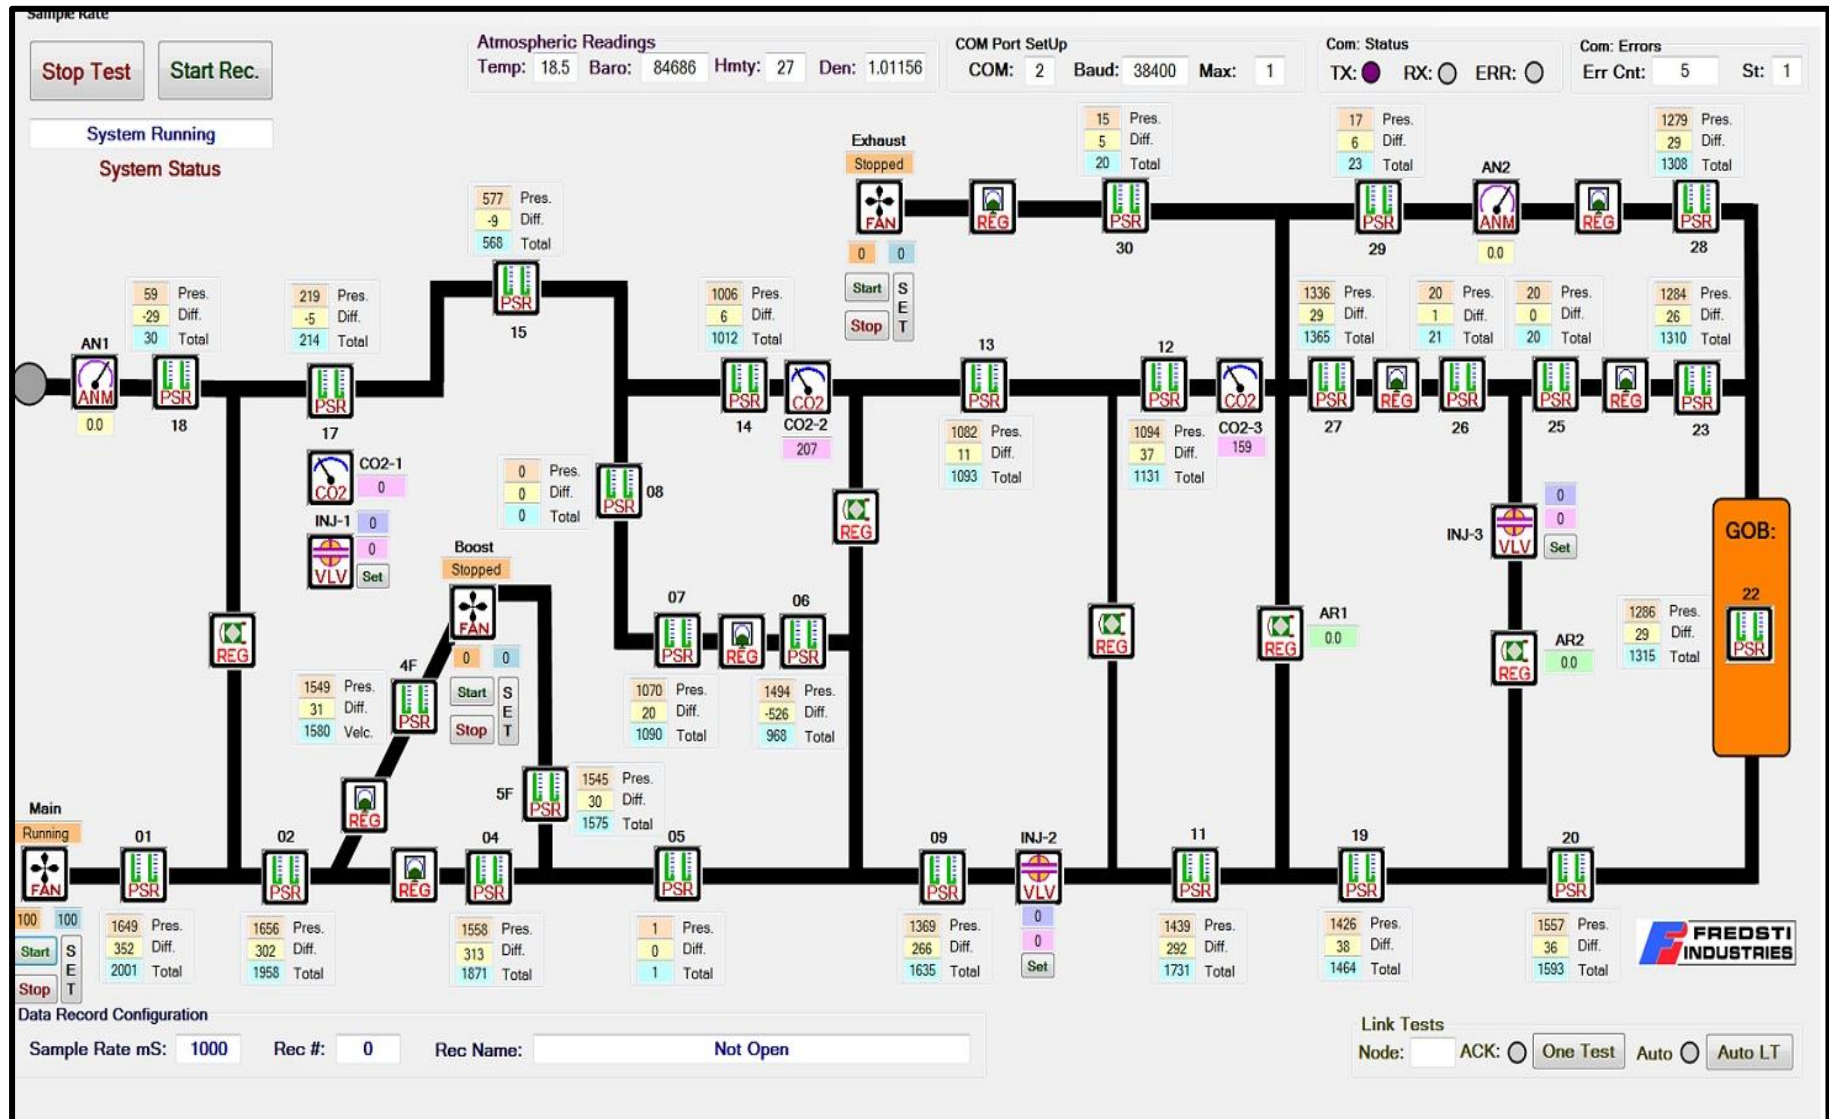 Sample Rate
Stop Test
Start Rec.
System Running
System Status
Atmospheric Readings
Temp: 18.5 Baro: 84686 Hmty: 27 Den: 1.01156
COM Port SetUp
COM: 2 Baud: 38400 Max: 1
Com: Status
TX: RX: ERR:
Com: Errors
Err Cnt: 5 St: 1
Exhaust
Stopped
FAN
0 0
Start
Stop
SET
REG
15 Pres.
5 Diff.
20 Total
PSR
30
17 Pres.
6 Diff.
23 Total
PSR
29
AN2
ANM
0.0
REG
1279 Pres.
29 Diff.
1308 Total
PSR
28
577 Pres.
-9 Diff.
568 Total
PSR
15
AN1
ANM
0.0
59 Pres.
-29 Diff.
30 Total
PSR
18
219 Pres.
-5 Diff.
214 Total
PSR
17
1006 Pres.
6 Diff.
1012 Total
PSR
14
CO2
CO2-2
207
13
PSR
1082 Pres.
11 Diff.
1093 Total
12
PSR
1094 Pres.
37 Diff.
1131 Total
CO2
CO2-3
159
1336 Pres.
29 Diff.
1365 Total
PSR
27
REG
20 Pres.
1 Diff.
21 Total
PSR
26
20 Pres.
0 Diff.
20 Total
PSR
25
REG
1284 Pres.
26 Diff.
1310 Total
PSR
23
CO2-1
CO2
0
INJ-1
VLV
0
0
Set
0 Pres.
0 Diff.
0 Total
PSR
08
REG
INJ-3
VLV
0
0
Set
GOB:
22
PSR
1286 Pres.
29 Diff.
1315 Total
Boost
Stopped
FAN
0 0
Start
Stop
SET
REG
4F
PSR
1549 Pres.
31 Diff.
1580 Velc.
REG
07
PSR
1070 Pres.
20 Diff.
1090 Total
REG
06
PSR
1494 Pres.
-526 Diff.
968 Total
REG
REG
AR1
0.0
REG
AR2
0.0
5F
PSR
1545 Pres.
30 Diff.
1575 Total
Main
Running
FAN
100 100
Start
Stop
SET
01
PSR
1649 Pres.
352 Diff.
2001 Total
02
PSR
1656 Pres.
302 Diff.
1958 Total
REG
04
PSR
1558 Pres.
313 Diff.
1871 Total
05
PSR
1 Pres.
0 Diff.
1 Total
09
PSR
1369 Pres.
266 Diff.
1635 Total
INJ-2
VLV
0
0
Set
11
PSR
1439 Pres.
292 Diff.
1731 Total
19
PSR
1426 Pres.
38 Diff.
1464 Total
20
PSR
1557 Pres.
36 Diff.
1593 Total
FREDSTI
INDUSTRIES
Data Record Configuration
Sample Rate mS: 1000 Rec #: 0 Rec Name: Not Open
Link Tests
Node: ACK: One Test Auto Auto LT